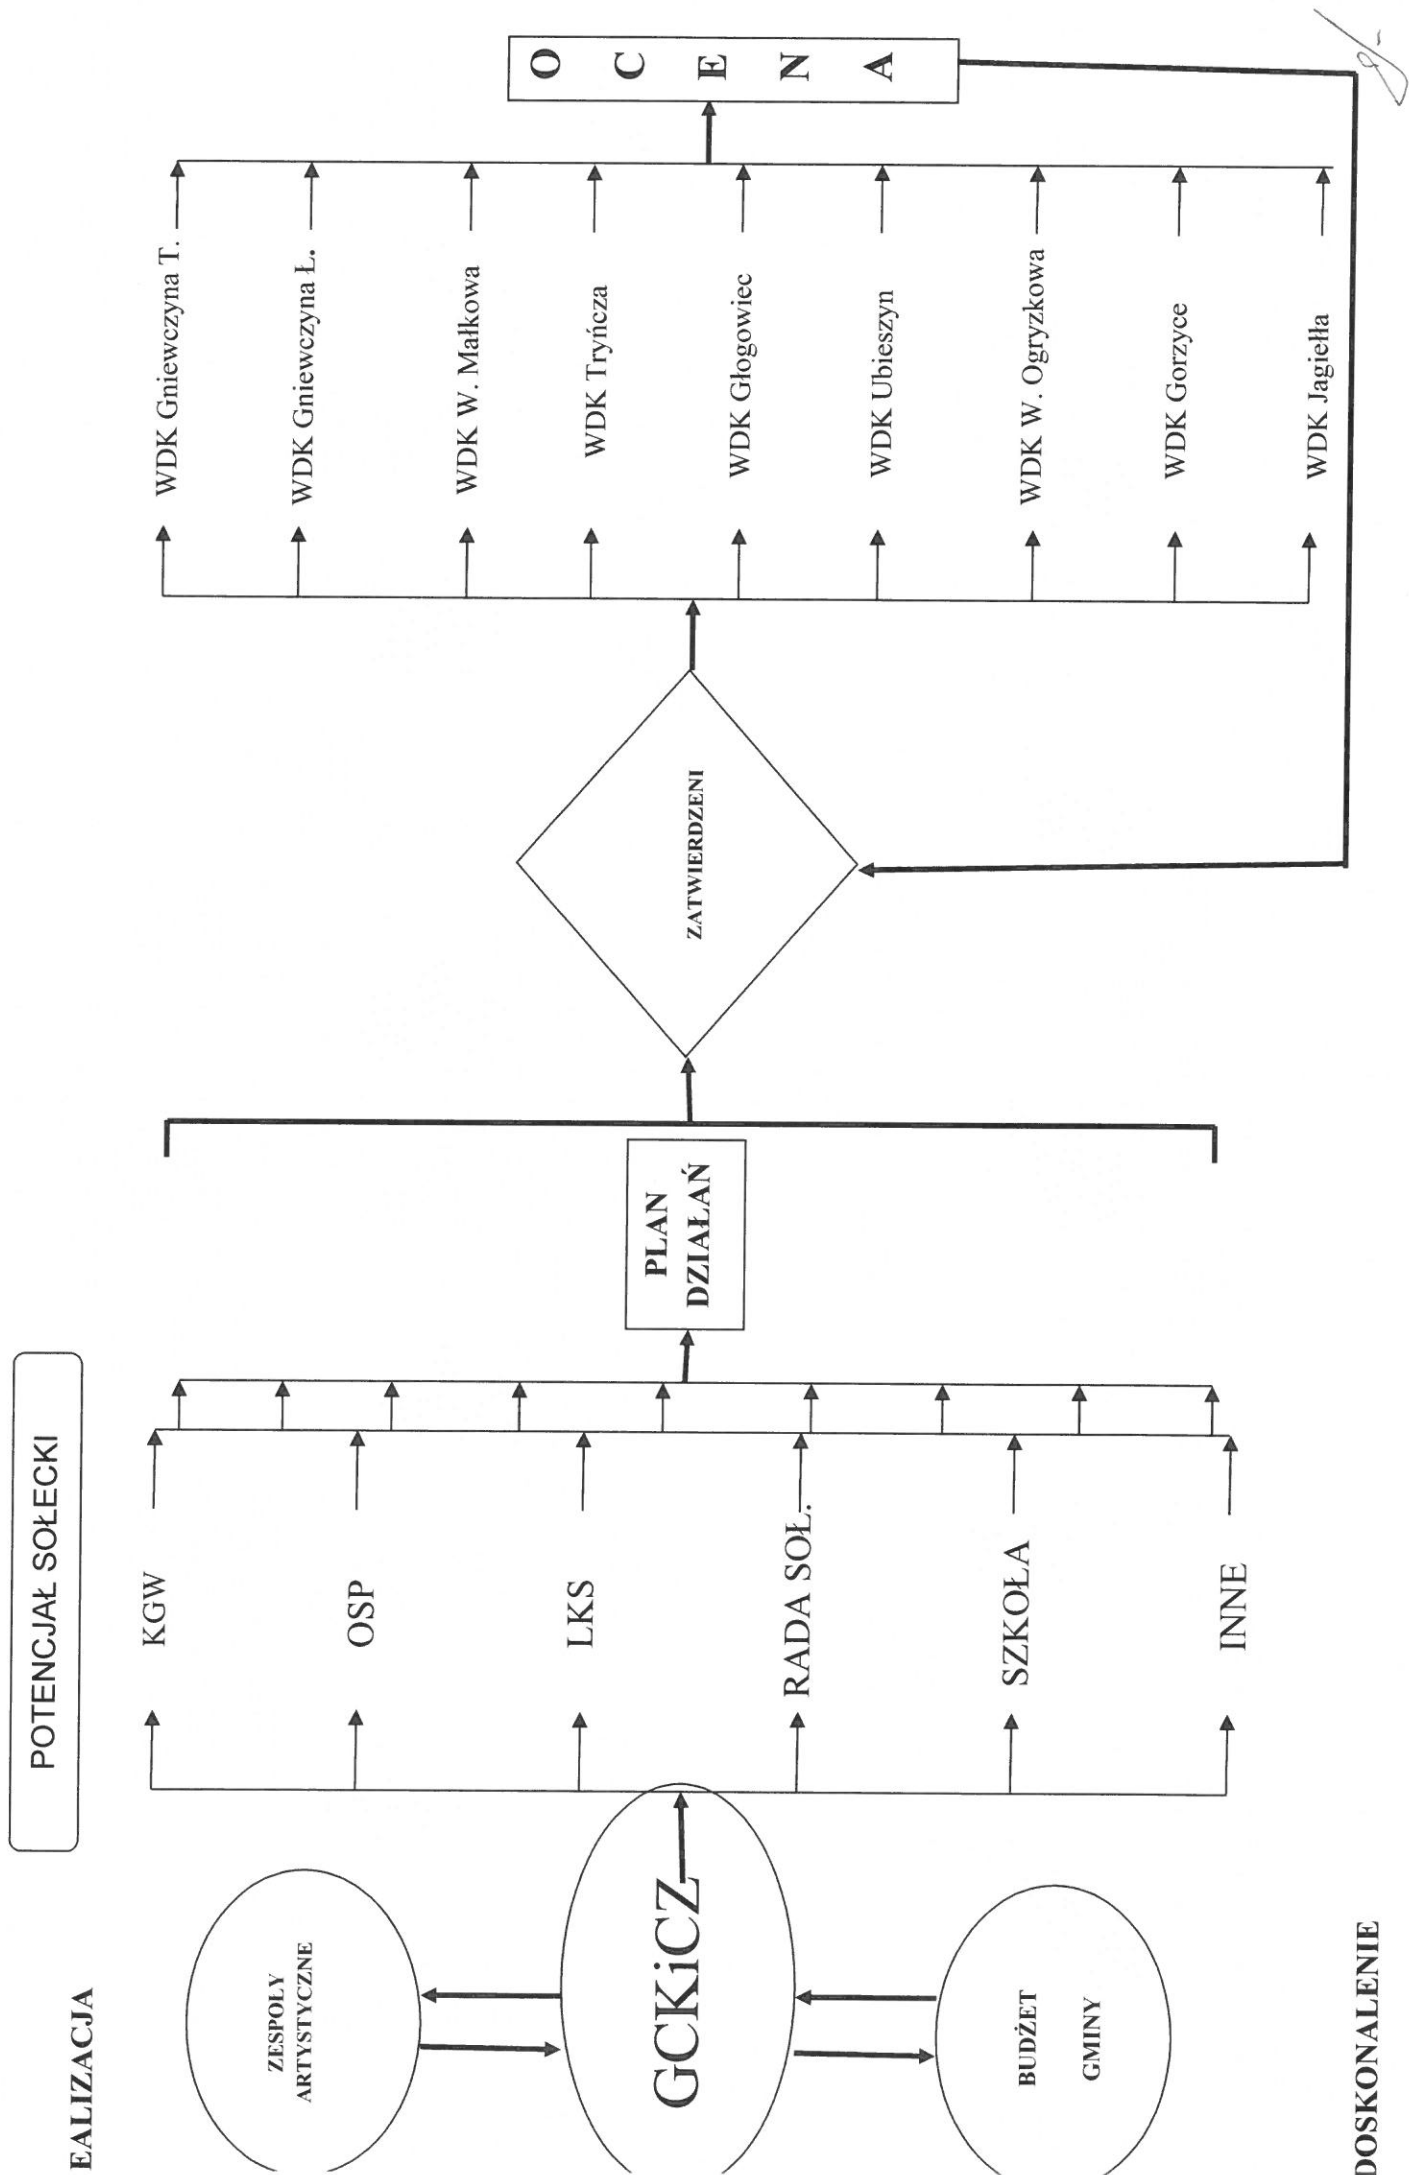 EALIZACJA
POTENCJAŁ SOŁECKI
ZESPOŁY
ARTYSTYCZNE
GCKiCZ
BUDŻET
GMINY
KGW
OSP
LKS
RADA SOŁ.
SZKOŁA
INNE
PLAN
DZIAŁAŃ
ZATWIERDZENI
WDK Gniewczyna T.
WDK Gniewczyna Ł.
WDK W. Małkowa
WDK Tryńcza
WDK Głogowiec
WDK Ubieszyn
WDK W. Ogryzkowa
WDK Gorzyce
WDK Jagiełła
O C E N A
DOSKONALENIE